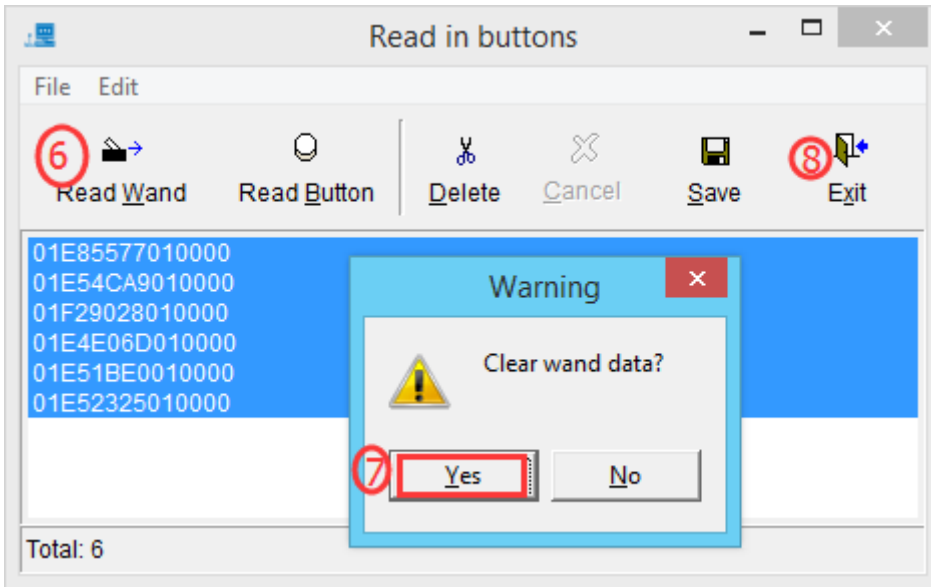 Read in buttons
File Edit
6 8
Read Wand Read Button Delete Cancel Save Exit
01E85577010000
01E54CA9010000
01F29028010000
01E4E06D010000
01E51BE0010000
01E52325010000
Warning
Clear wand data?
7 Yes No
Total: 6